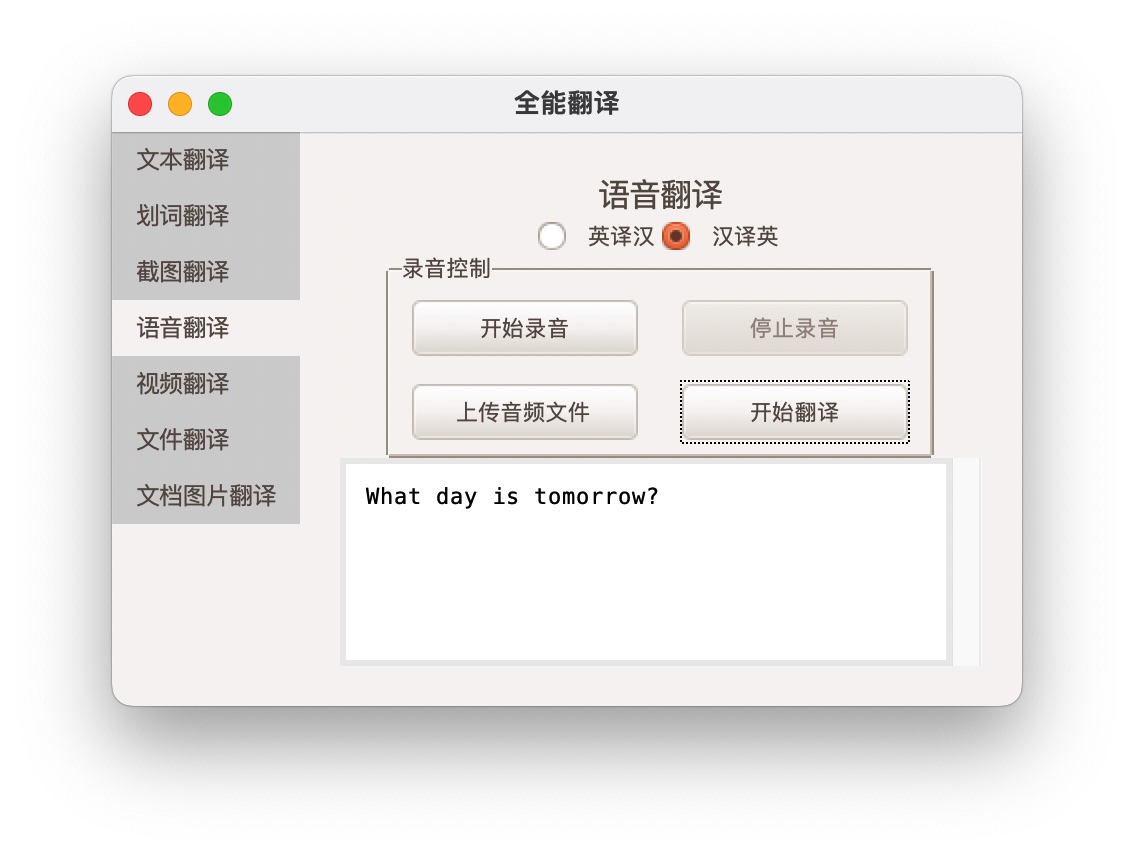 全能翻译
文本翻译
划词翻译
截图翻译
语音翻译
视频翻译
文件翻译
文档图片翻译
语音翻译
英译汉 汉译英
录音控制
开始录音 停止录音
上传音频文件 开始翻译
What day is tomorrow?